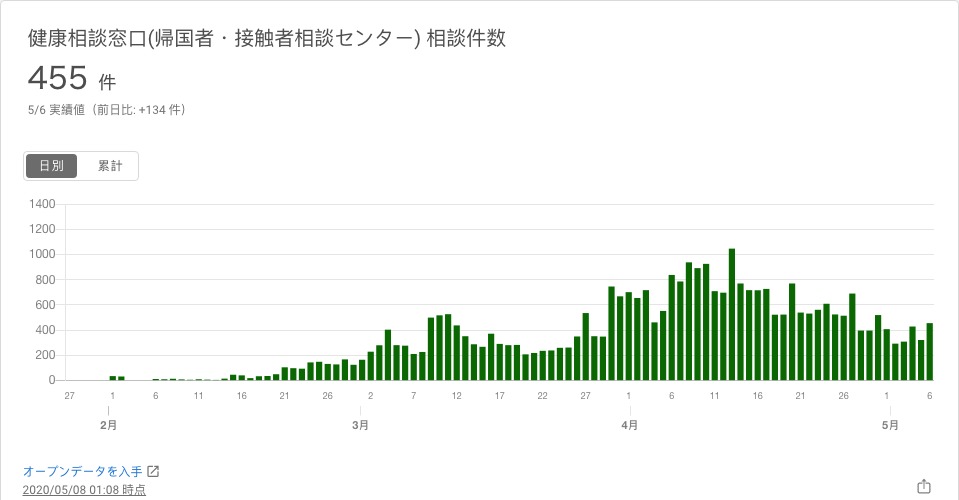 健康相談窓口(帰国者・接触者相談センター) 相談件数
455 件
5/6 実績値（前日比: +134 件）
日別 累計
1400
1200
1000
800
600
400
200
0
27 1 6 11 16 21 26 2 7 12 17 22 27 1 6 11 16 21 26 1 6
2月 3月 4月 5月
オープンデータを入手
2020/05/08 01:08 時点